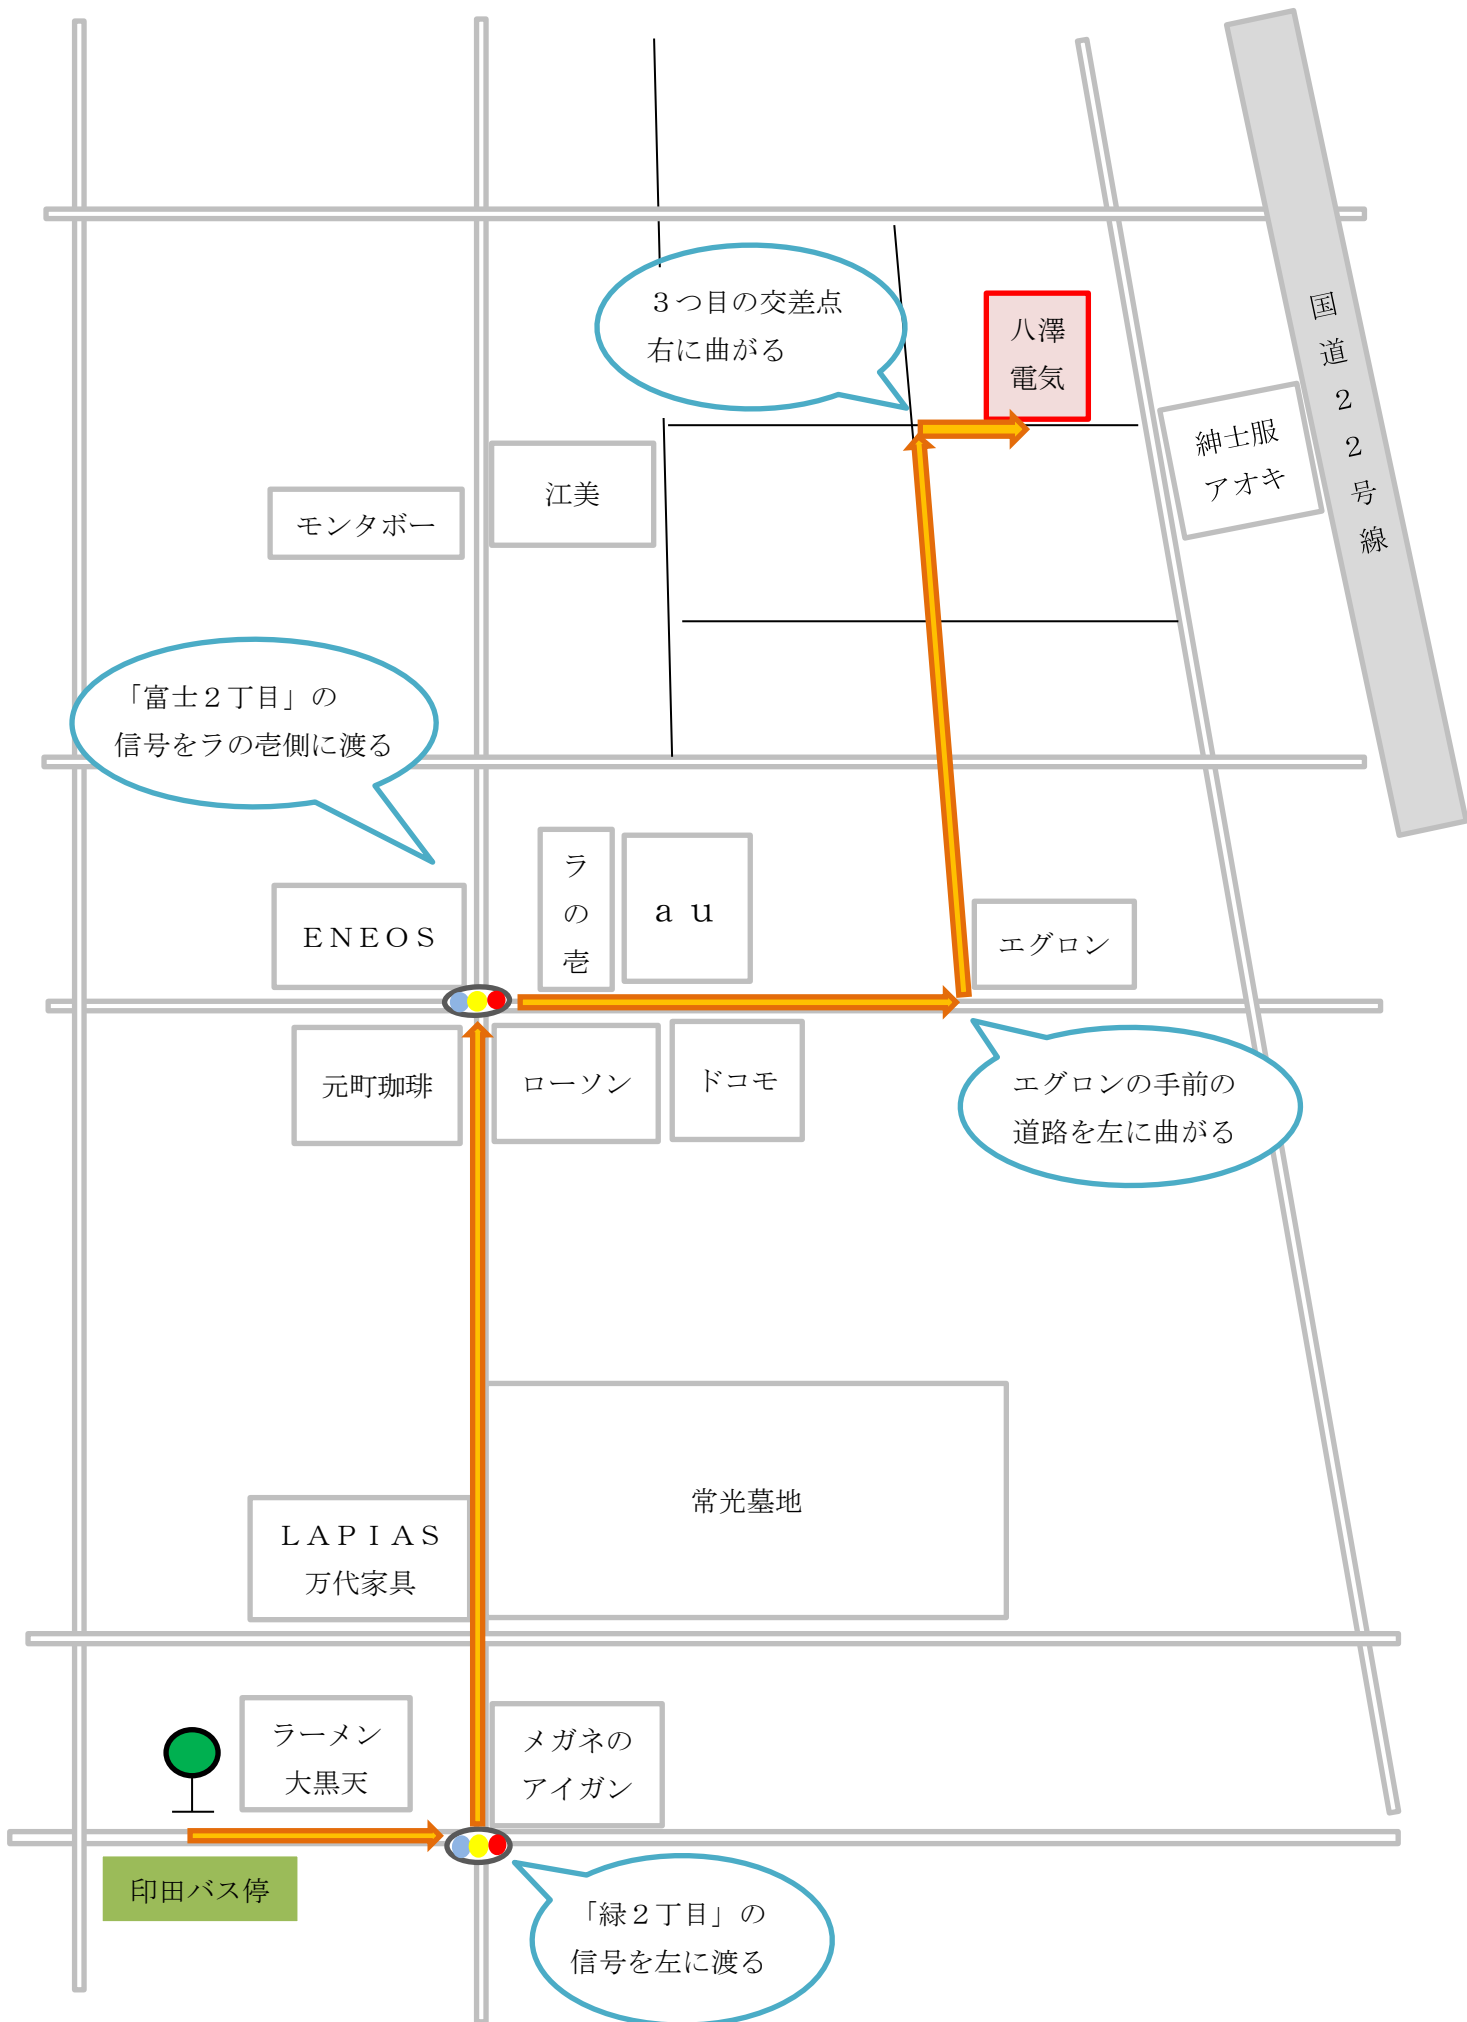 ３つ目の交差点
右に曲がる
八澤
電気
国道２２号線
紳士服
アオキ
江美
モンタボー
「富士２丁目」の
信号をラの壱側に渡る
ラの壱
ａｕ
ＥＮＥＯＳ
エグロン
元町珈琲
ローソン
ドコモ
エグロンの手前の
道路を左に曲がる
常光墓地
ＬＡＰＩＡＳ
万代家具
ラーメン
大黒天
メガネの
アイガン
印田バス停
「緑２丁目」の
信号を左に渡る